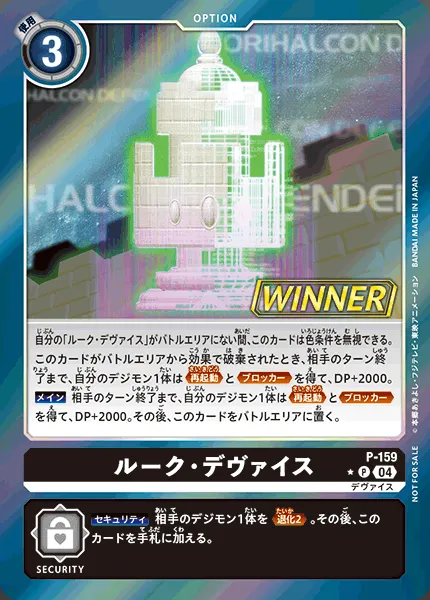 OPTION
使用
3
ORIHALCON DE
HALCON DEFEN
HALCON
ENDER
WINNER
自分の「ルーク・デヴァイス」がバトルエリアにない間、このカードは色条件を無視できる。
このカードがバトルエリアから効果で破棄されたとき、相手のターン終
了まで、自分のデジモン1体は 再起動 と ブロッカー を得て、DP+2000。
メイン 相手のターン終了まで、自分のデジモン1体は 再起動 と ブロッカー
を得て、DP+2000。その後、このカードをバトルエリアに置く。
ルーク・デヴァイス
P-159
P 04
デヴァイス
セキュリティ 相手のデジモン1体を 退化2 。その後、この
カードを手札に加える。
SECURITY
© 本郷あきよし・フジテレビ・東映アニメーション BANDAI MADE IN JAPAN
NOT FOR SALE